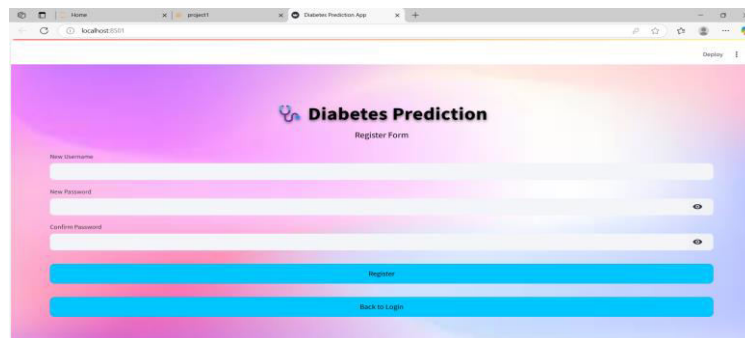 Home
project1
Diabetes Prediction App
localhost:8501
Deploy
Diabetes Prediction
Register Form
New Username
New Password
Confirm Password
Register
Back to Login